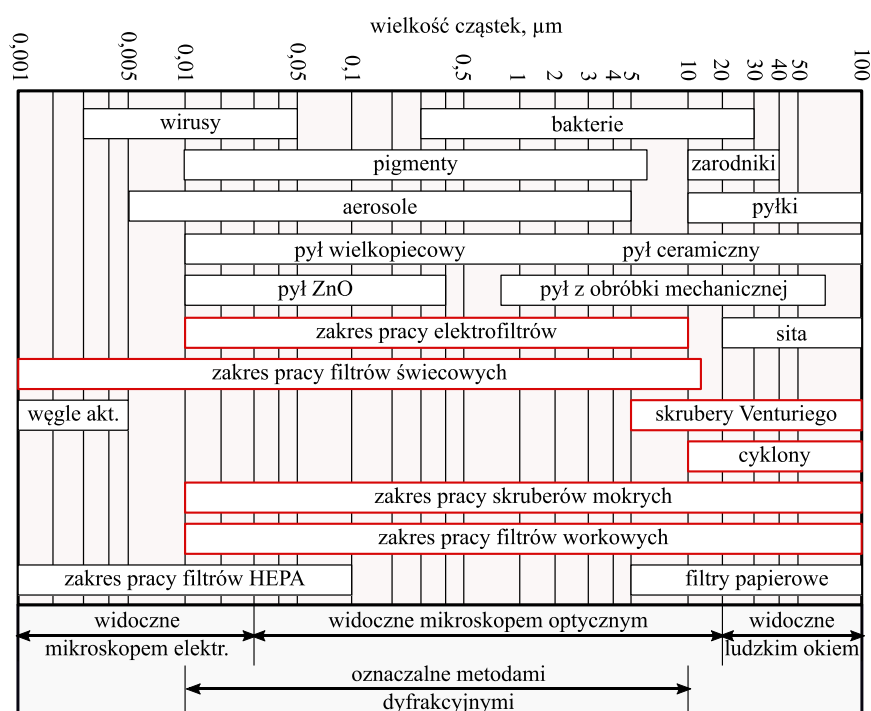 wielkość cząstek, µm
0,001 0,005 0,01 0,05 0,1 0,5 1 2 3 4 5 10 20 30 40 50 100
wirusy bakterie
pigmenty zarodniki
aerosole pyłki
pył wielkopiecowy pył ceramiczny
pył ZnO pył z obróbki mechanicznej
zakres pracy elektrofiltrów sita
zakres pracy filtrów świecowych
węgle akt. skrubery Venturiego
cyklony
zakres pracy skruberów mokrych
zakres pracy filtrów workowych
zakres pracy filtrów HEPA filtry papierowe
widoczne widoczne mikroskopem optycznym widoczne
mikroskopem elektr. ludzkim okiem
oznaczalne metodami
dyfrakcyjnymi